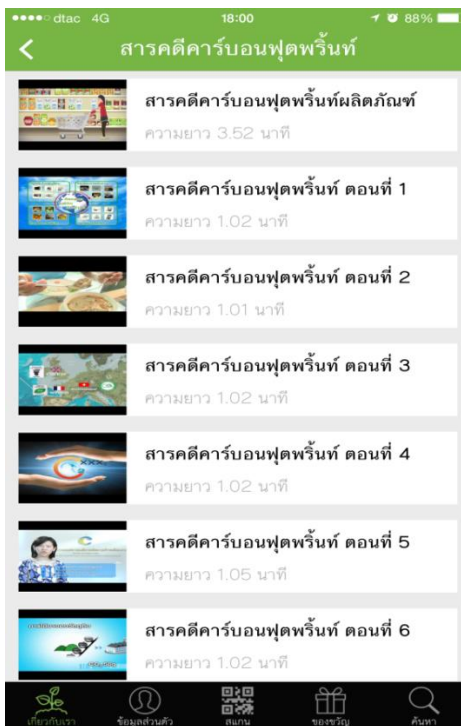 dtac 4G 18:00 88%
สารคดีคาร์บอนฟุตพริ้นท์
สารคดีคาร์บอนฟุตพริ้นท์ผลิตภัณฑ์
ความยาว 3.52 นาที
สารคดีคาร์บอนฟุตพริ้นท์ ตอนที่ 1
ความยาว 1.02 นาที
สารคดีคาร์บอนฟุตพริ้นท์ ตอนที่ 2
ความยาว 1.01 นาที
สารคดีคาร์บอนฟุตพริ้นท์ ตอนที่ 3
ความยาว 1.02 นาที
สารคดีคาร์บอนฟุตพริ้นท์ ตอนที่ 4
ความยาว 1.02 นาที
สารคดีคาร์บอนฟุตพริ้นท์ ตอนที่ 5
ความยาว 1.05 นาที
สารคดีคาร์บอนฟุตพริ้นท์ ตอนที่ 6
ความยาว 1.02 นาที
เกี่ยวกับเรา ข้อมูลส่วนตัว สแกน ของขวัญ ค้นหา